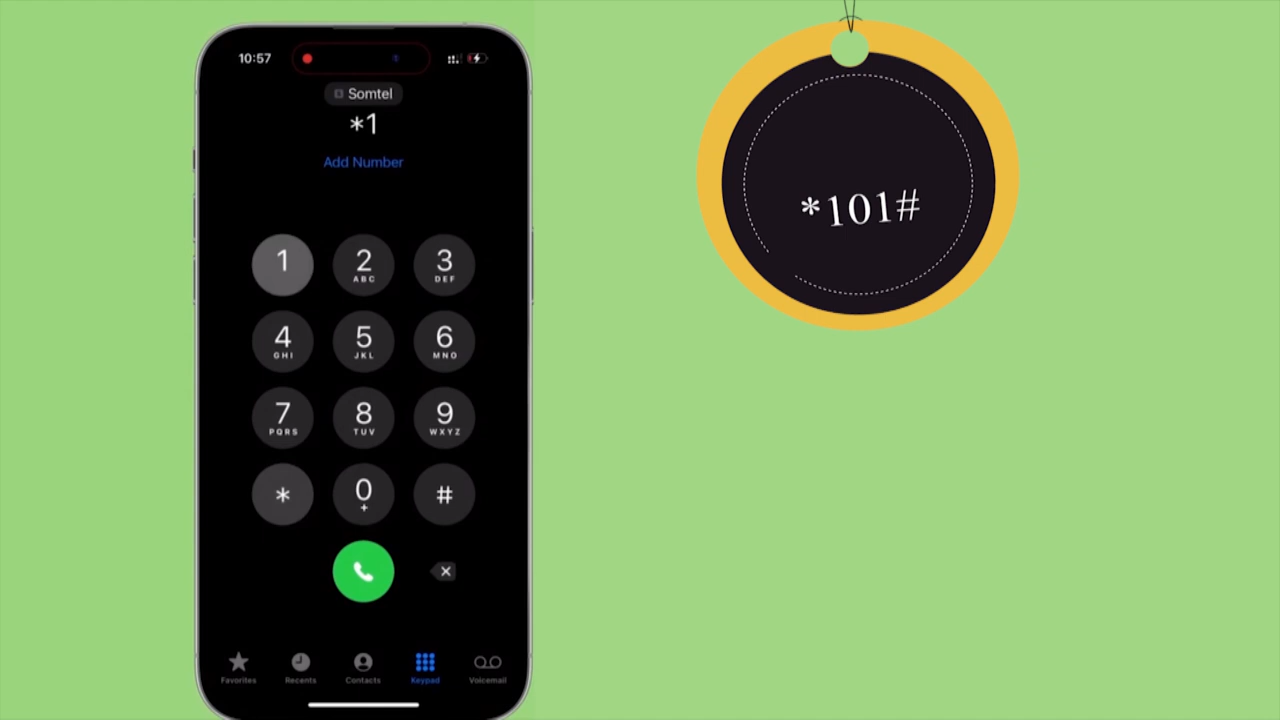 10:57
Somtel
*1
Add Number
1
2
ABC
3
DEF
4
GHI
5
JKL
6
MNO
7
PQRS
8
TUV
9
WXYZ
*
0
+
#
Favorites
Recents
Contacts
Keypad
Voicemail
*101#